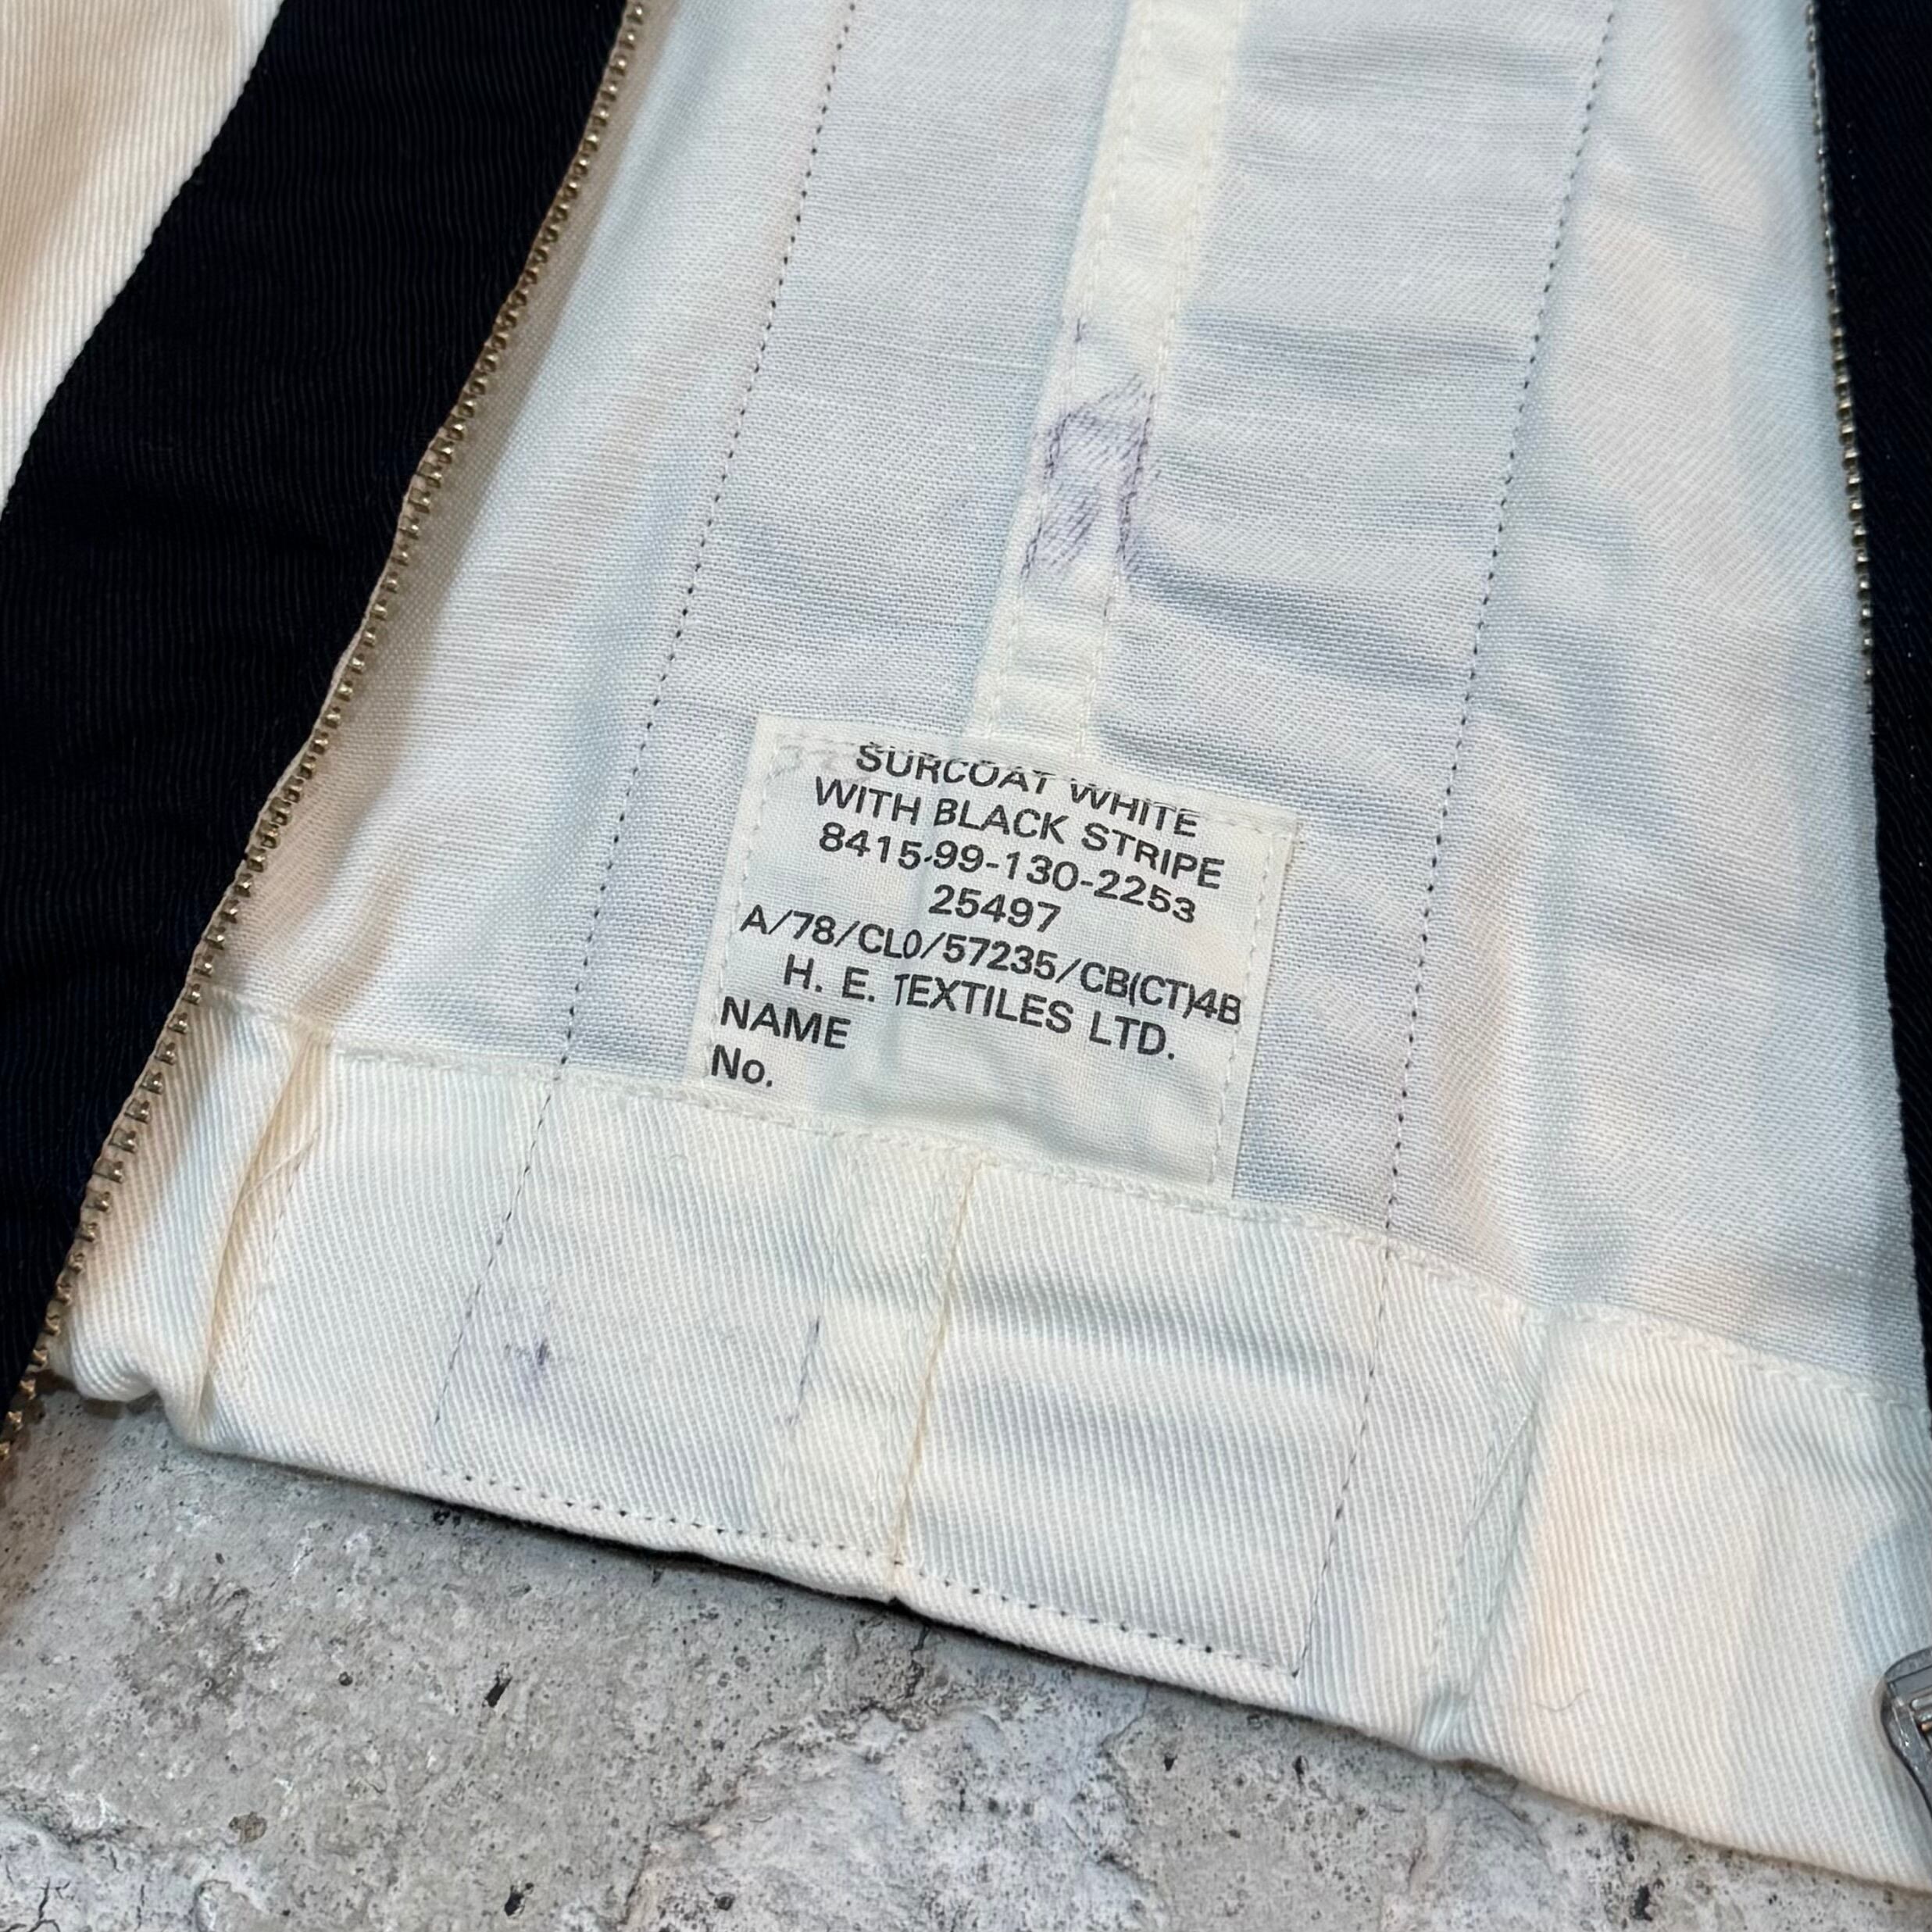 SURCOAT WHITE
WITH BLACK STRIPE
8415-99-130-2253
25497
A/78/CLO/57235/CB(CT)4B
H. E. TEXTILES LTD.
NAME
No.